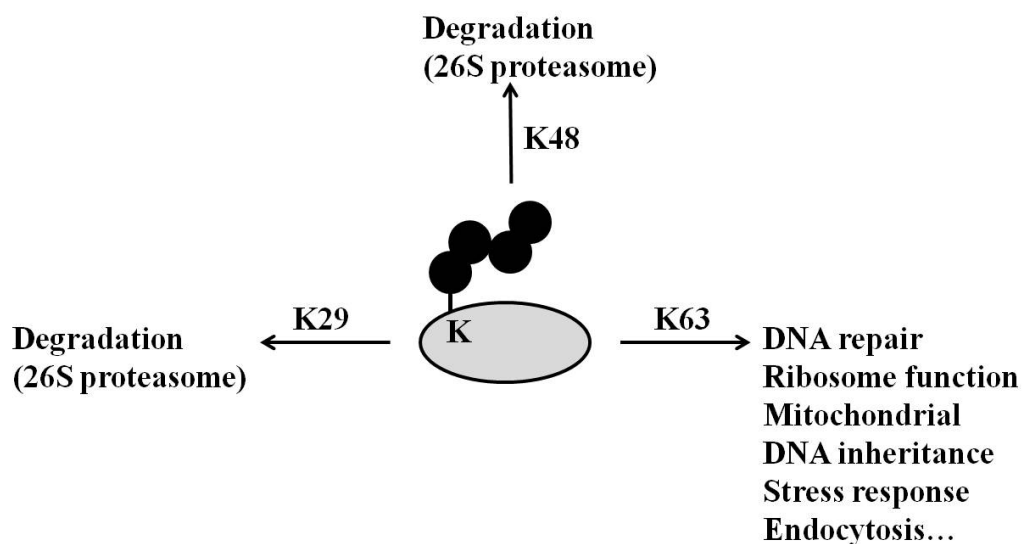 Degradation
(26S proteasome)
K48
K29
K
K63
Degradation
(26S proteasome)
DNA repair
Ribosome function
Mitochondrial
DNA inheritance
Stress response
Endocytosis…